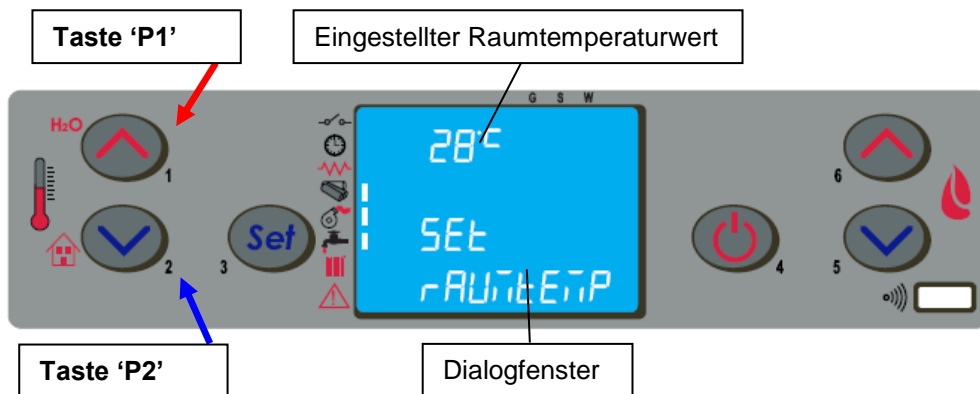 Taste ‘P1’
Eingestellter Raumtemperaturwert
G S W
H2O
28°C
1
6
SEt
Set
2
3
4
5
rAUmtEmP
Taste ‘P2’
Dialogfenster